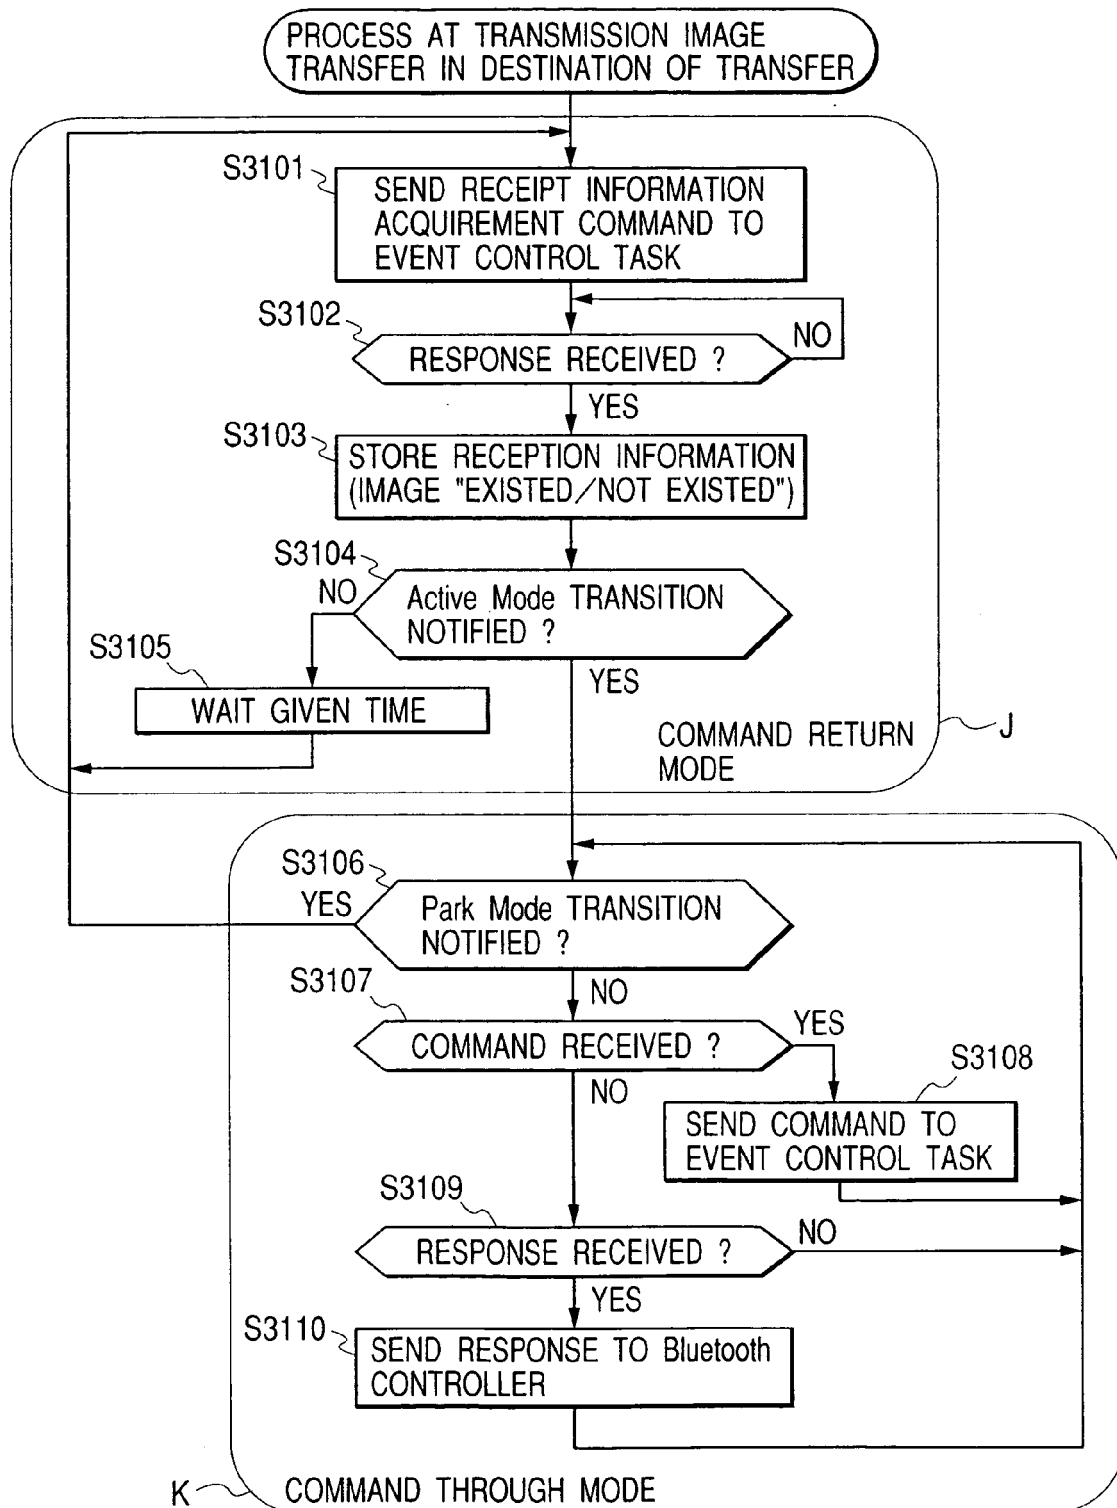 PROCESS AT TRANSMISSION IMAGE
TRANSFER IN DESTINATION OF TRANSFER
S3101
SEND RECEIPT INFORMATION
ACQUIREMENT COMMAND TO
EVENT CONTROL TASK
S3102
RESPONSE RECEIVED ?
NO
YES
S3103
STORE RECEPTION INFORMATION
(IMAGE "EXISTED/NOT EXISTED")
S3104
NO
Active Mode TRANSITION
NOTIFIED ?
S3105
YES
WAIT GIVEN TIME
COMMAND RETURN
MODE
J
S3106
YES
Park Mode TRANSITION
NOTIFIED ?
S3107
NO
COMMAND RECEIVED ?
YES
NO
S3108
SEND COMMAND TO
EVENT CONTROL TASK
S3109
RESPONSE RECEIVED ?
NO
YES
S3110
SEND RESPONSE TO Bluetooth
CONTROLLER
K
COMMAND THROUGH MODE